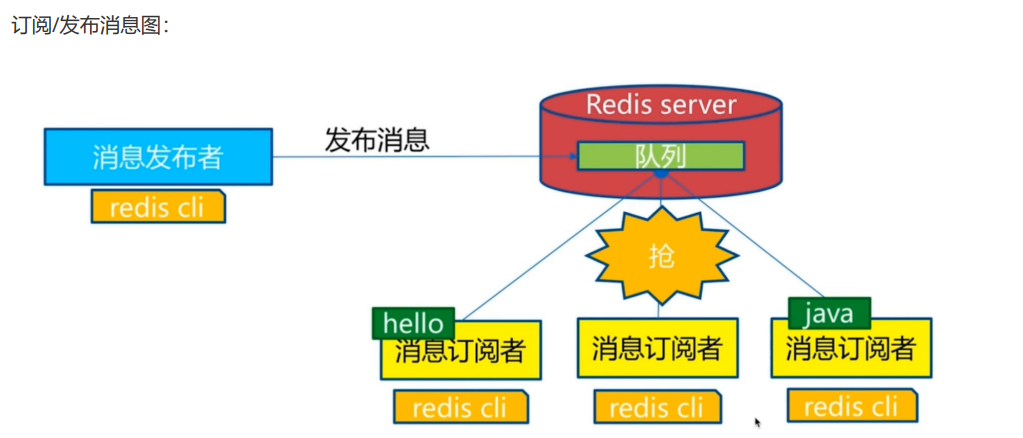 订阅/发布消息图：
Redis server
发布消息
消息发布者
队列
redis cli
抢
hello
java
消息订阅者
消息订阅者
消息订阅者
redis cli
redis cli
redis cli